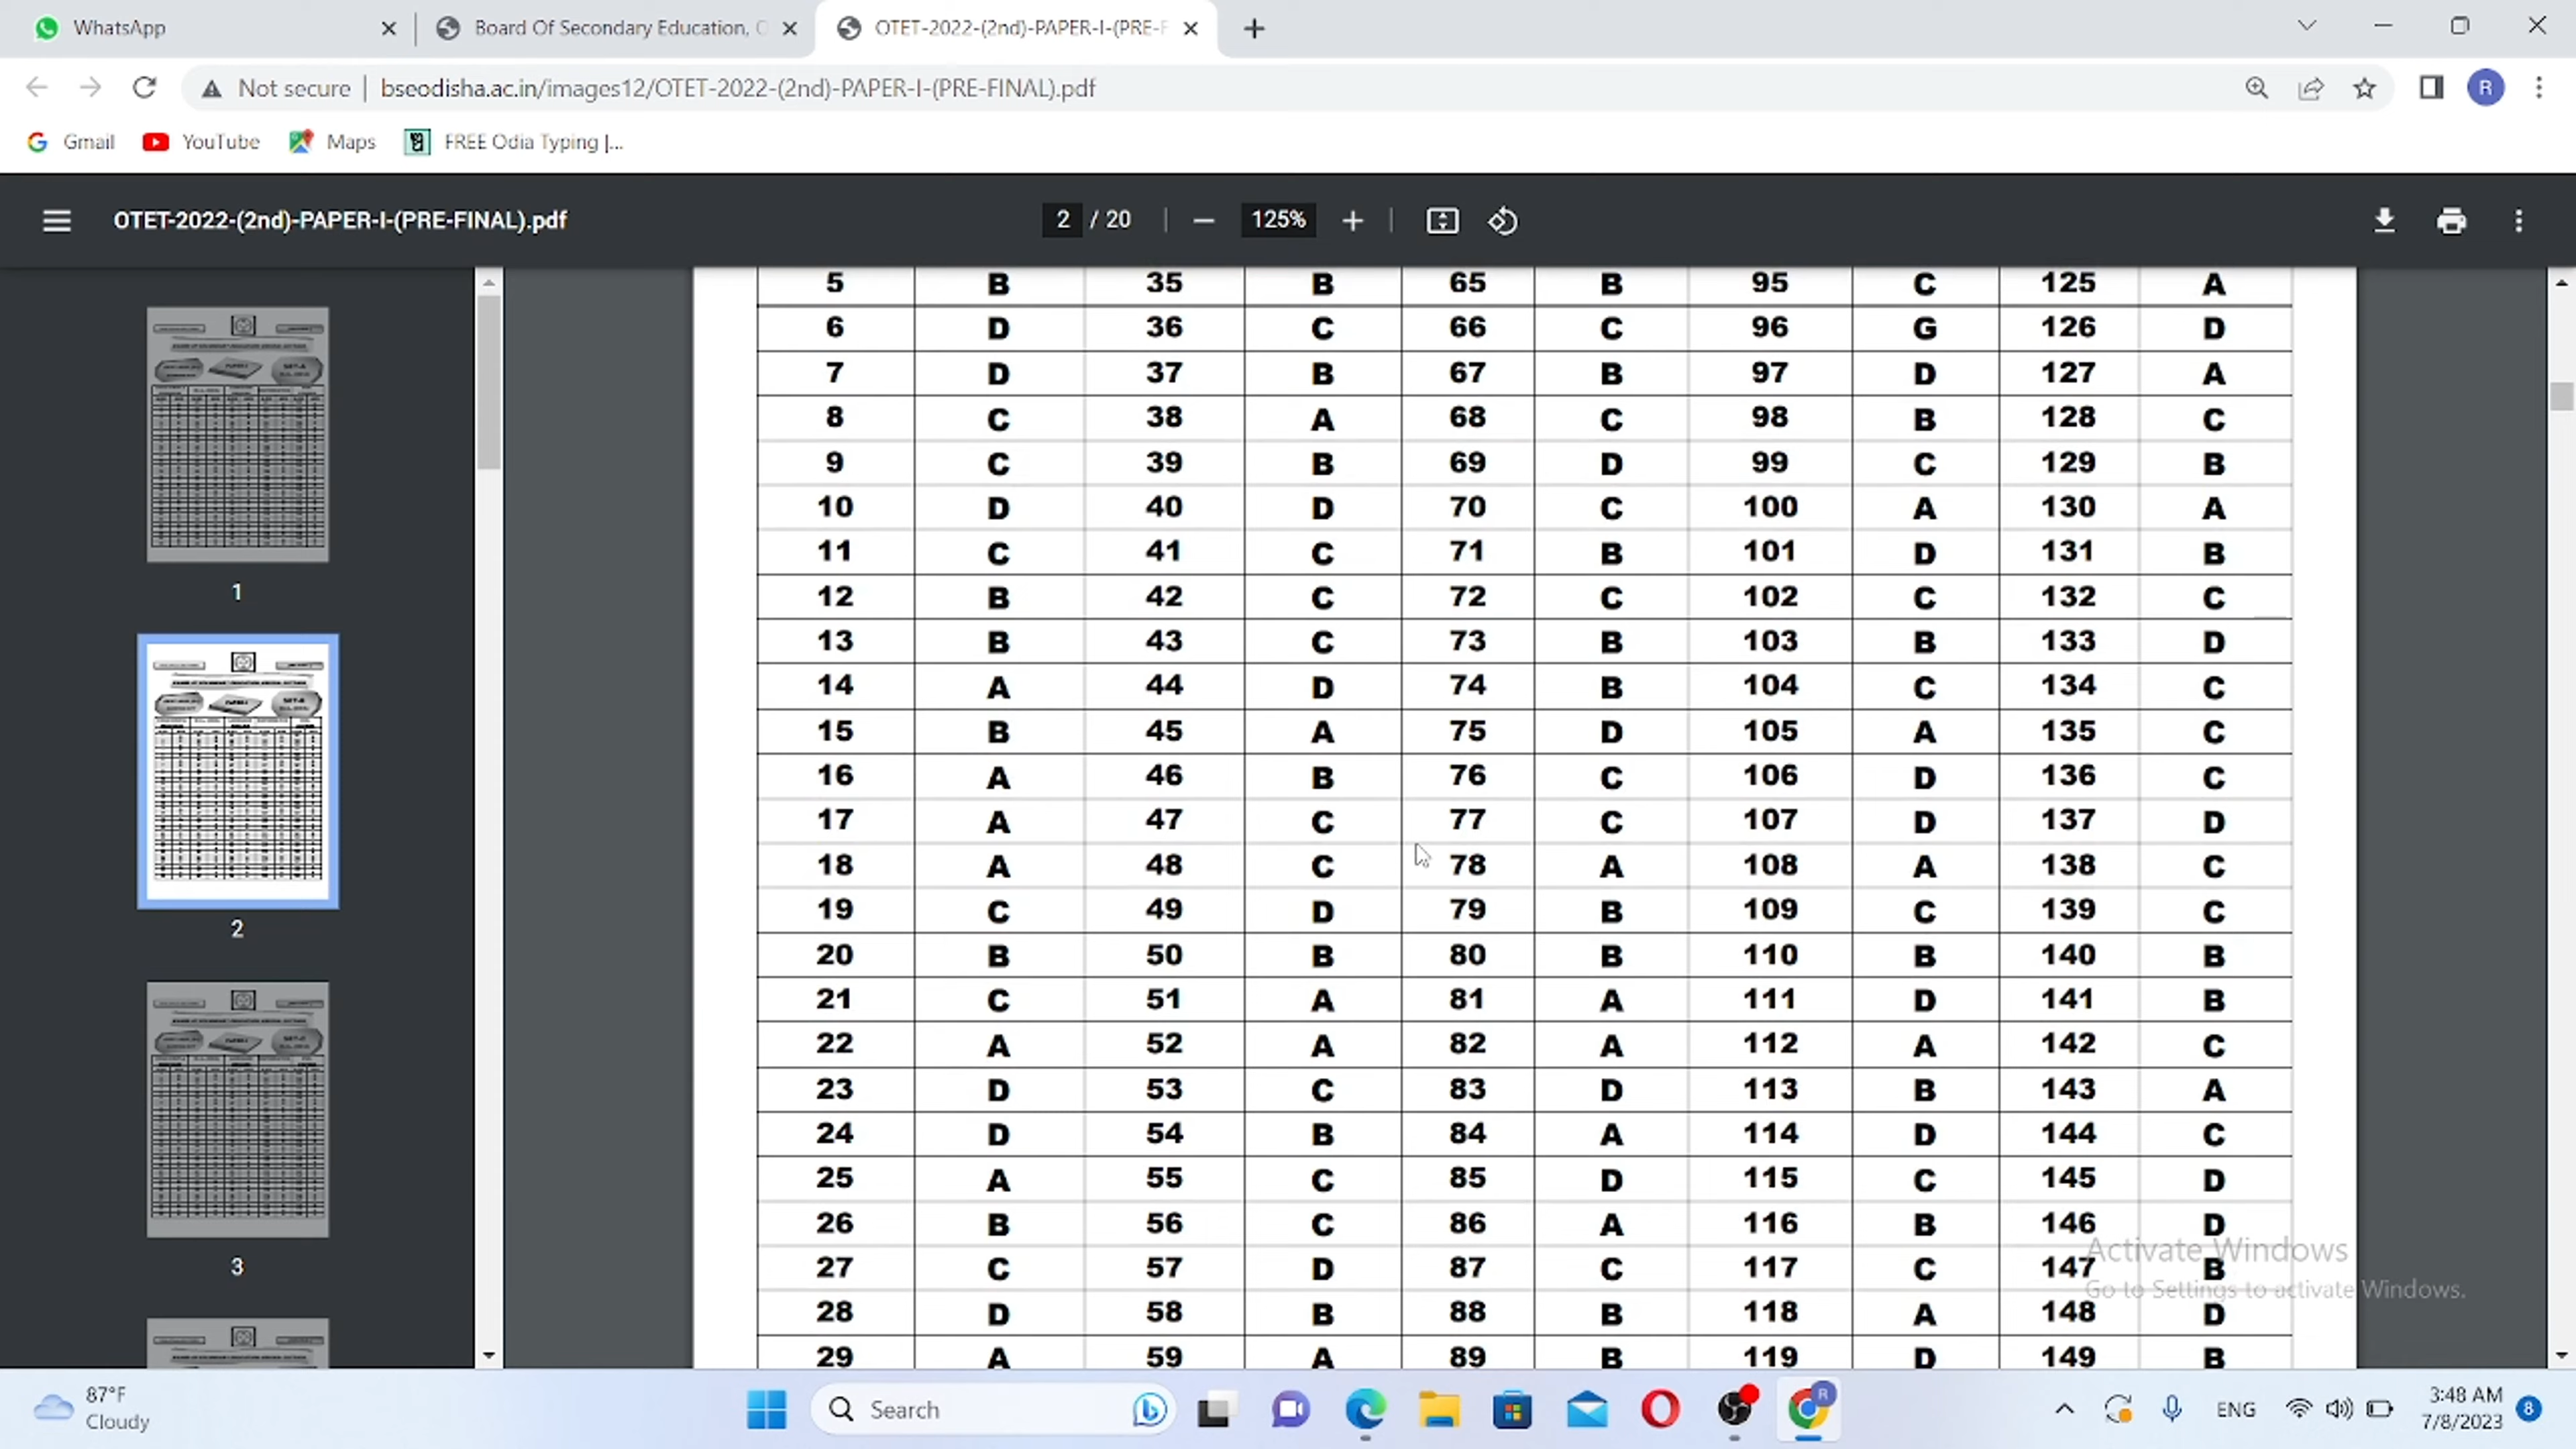 WhatsApp
Board Of Secondary Education, O
OTET-2022-(2nd)-PAPER-I-(PRE-F
Not secure | bseodisha.ac.in/images12/OTET-2022-(2nd)-PAPER-I-(PRE-FINAL).pdf
R
Gmail YouTube Maps FREE Odia Typing |...
OTET-2022-(2nd)-PAPER-I-(PRE-FINAL).pdf 2 / 20 125%
1
2
3
5 B 35 B 65 B 95 C 125 A
6 D 36 C 66 C 96 G 126 D
7 D 37 B 67 B 97 D 127 A
8 C 38 A 68 C 98 B 128 C
9 C 39 B 69 D 99 C 129 B
10 D 40 D 70 C 100 A 130 A
11 C 41 C 71 B 101 D 131 B
12 B 42 C 72 C 102 C 132 C
13 B 43 C 73 B 103 B 133 D
14 A 44 D 74 B 104 C 134 C
15 B 45 A 75 D 105 A 135 C
16 A 46 B 76 C 106 D 136 C
17 A 47 C 77 C 107 D 137 D
18 A 48 C 78 A 108 A 138 C
19 C 49 D 79 B 109 C 139 C
20 B 50 B 80 B 110 B 140 B
21 C 51 A 81 A 111 D 141 B
22 A 52 A 82 A 112 A 142 C
23 D 53 C 83 D 113 B 143 A
24 D 54 B 84 A 114 D 144 C
25 A 55 C 85 D 115 C 145 D
26 B 56 C 86 A 116 B 146 D
27 C 57 D 87 C 117 C 147 B
28 D 58 B 88 B 118 A 148 D
29 A 59 A 89 B 119 D 149 B
Activate Windows
Go to Settings to activate Windows.
87°F
Cloudy
Search
R
ENG
3:48 AM
7/8/2023
8